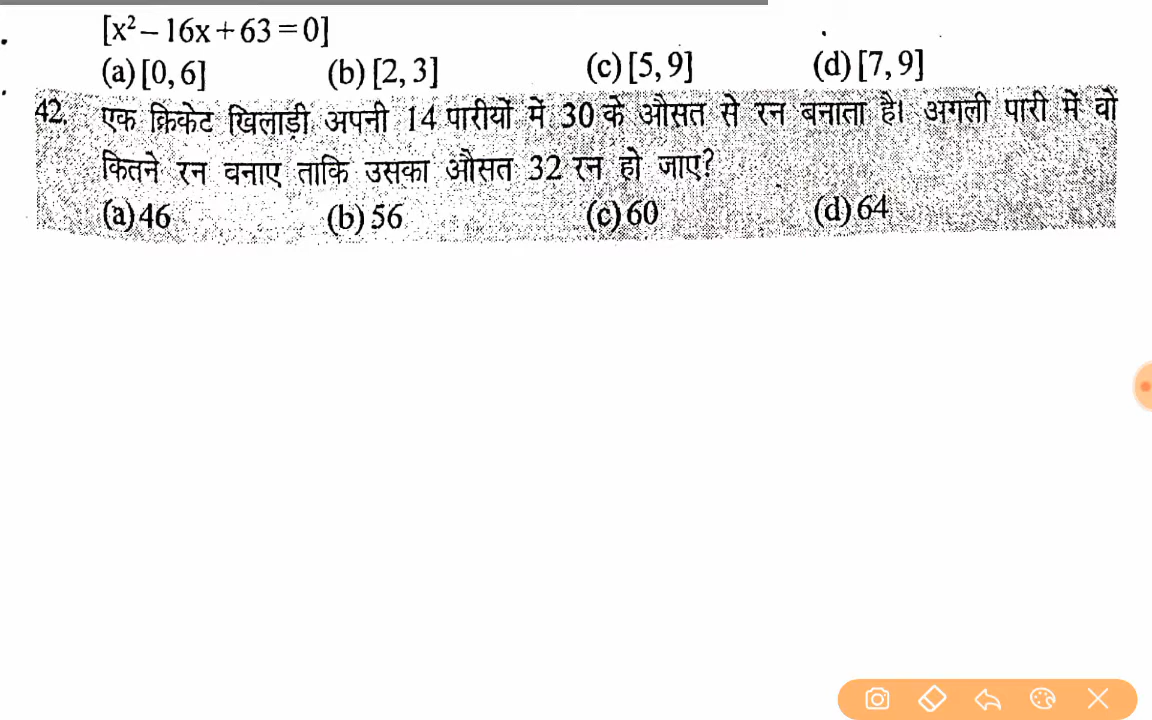 [x² – 16x + 63 = 0]
(a) [0, 6] (b) [2, 3] (c) [5, 9] (d) [7, 9]
42. एक क्रिकेट खिलाड़ी अपनी 14 पारीयों में 30 के औसत से रन बनाता है। अगली पारी में वो
कितने रन बनाए ताकि उसका औसत 32 रन हो जाए?
(a) 46 (b) 56 (c) 60 (d) 64